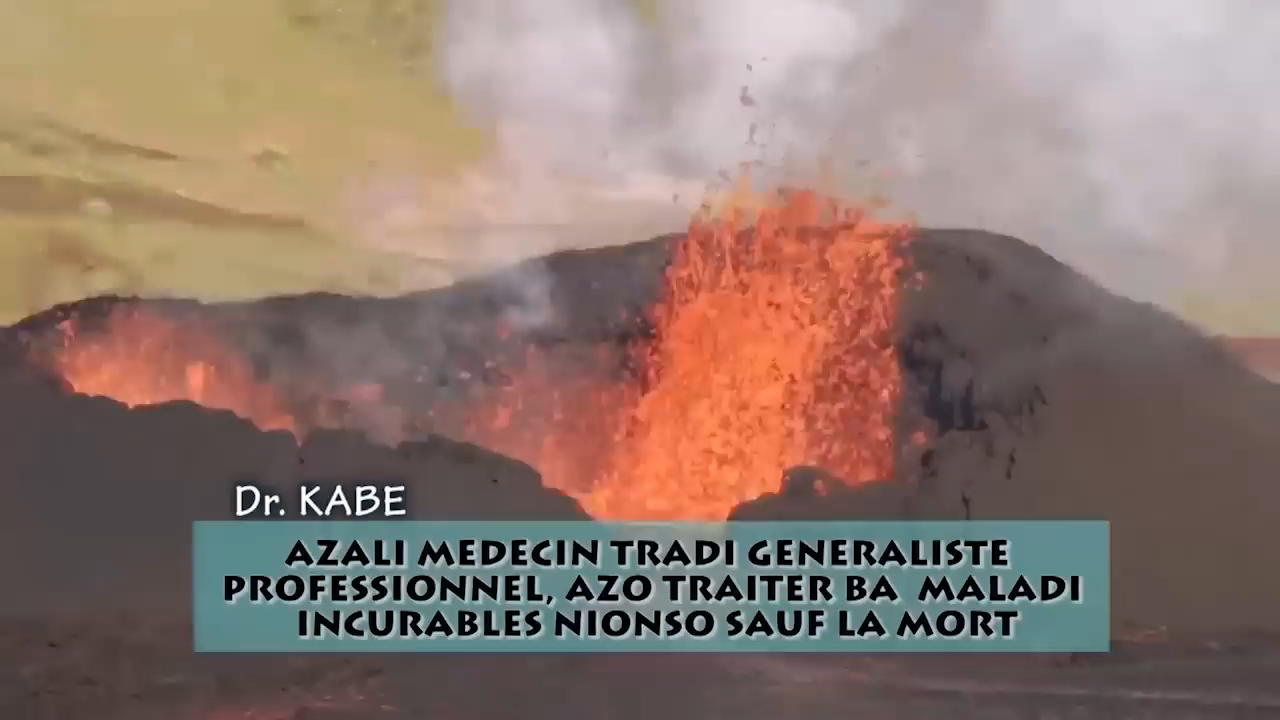 Dr. KABE
AZALI MEDECIN TRADI GENERALISTE
PROFESSIONNEL, AZO TRAITER BA MALADI
INCURABLES NIONSO SAUF LA MORT